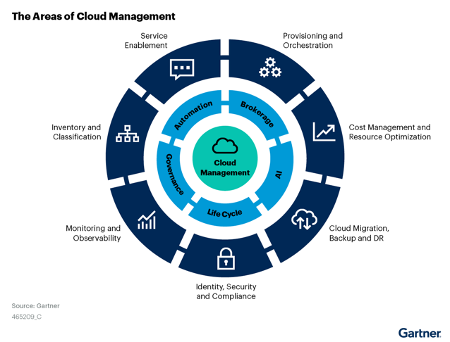 The Areas of Cloud Management
Service
Enablement
Provisioning and
Orchestration
Inventory and
Classification
Cost Management and
Resource Optimization
Monitoring and
Observability
Cloud Migration,
Backup and DR
Identity, Security
and Compliance
Automation
Brokerage
Governance
AI
Life Cycle
Cloud
Management
Source: Gartner
465209_C
Gartner